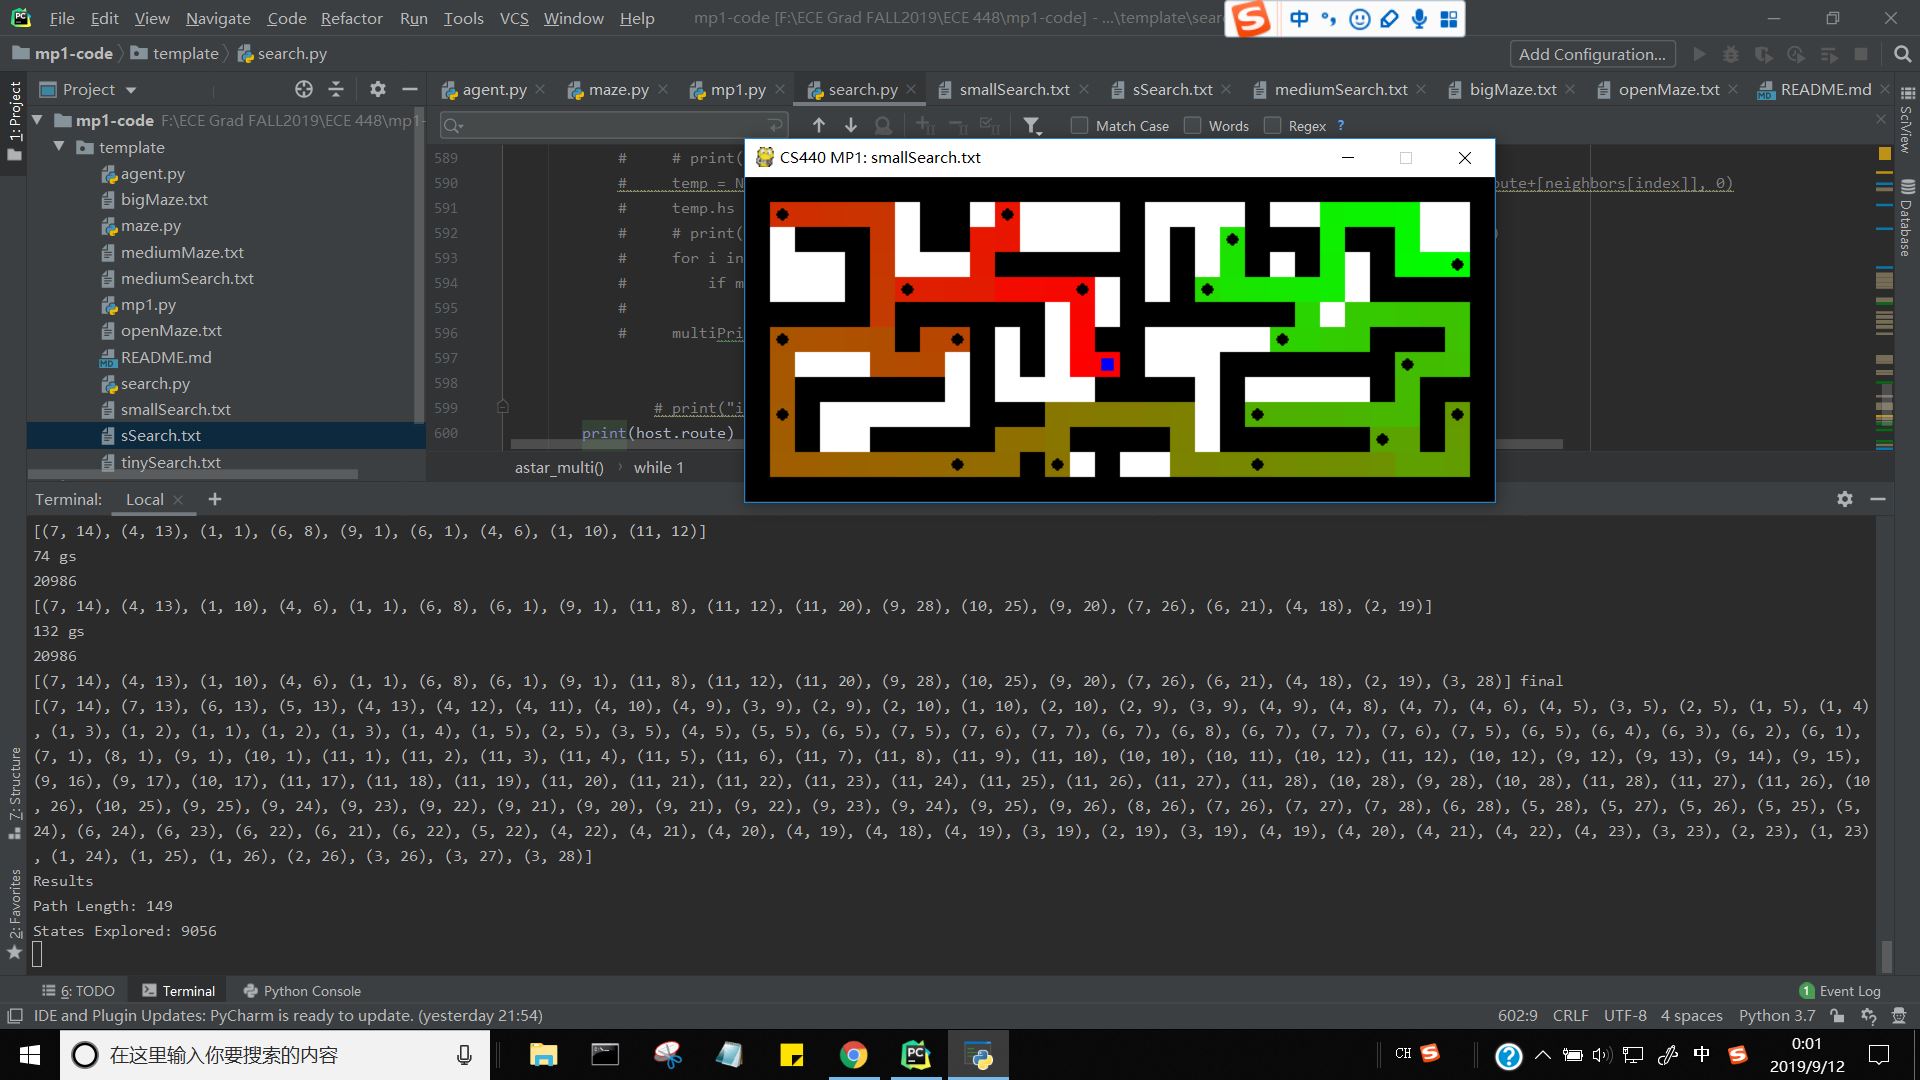 File Edit View Navigate Code Refactor Run Tools VCS Window Help mp1-code [F:\ECE Grad FALL2019\ECE 448\mp1-code] - ...\template\sear
中
mp1-code template search.py Add Configuration...
1: Project
Project agent.py maze.py mp1.py search.py smallSearch.txt sSearch.txt mediumSearch.txt bigMaze.txt openMaze.txt README.md
SciView
Database
mp1-code F:\ECE Grad FALL2019\ECE 448\mp1-
Match Case Words Regex ?
template
agent.py
bigMaze.txt
maze.py
mediumMaze.txt
mediumSearch.txt
mp1.py
openMaze.txt
README.md
search.py
smallSearch.txt
sSearch.txt
tinySearch.txt
CS440 MP1: smallSearch.txt
589 # # print(
590 # temp = N ute+[neighbors[index]], 0)
591 # temp.hs
592 # # print( )
593 # for i in
594 # if m
595 #
596 # multiPri
597
598
599 # print("i
600 print(host.route)
astar_multi() while 1
Terminal: Local +
[(7, 14), (4, 13), (1, 1), (6, 8), (9, 1), (6, 1), (4, 6), (1, 10), (11, 12)]
74 gs
20986
[(7, 14), (4, 13), (1, 10), (4, 6), (1, 1), (6, 8), (6, 1), (9, 1), (11, 8), (11, 12), (11, 20), (9, 28), (10, 25), (9, 20), (7, 26), (6, 21), (4, 18), (2, 19)]
132 gs
20986
[(7, 14), (4, 13), (1, 10), (4, 6), (1, 1), (6, 8), (6, 1), (9, 1), (11, 8), (11, 12), (11, 20), (9, 28), (10, 25), (9, 20), (7, 26), (6, 21), (4, 18), (2, 19), (3, 28)] final
[(7, 14), (7, 13), (6, 13), (5, 13), (4, 13), (4, 12), (4, 11), (4, 10), (4, 9), (3, 9), (2, 9), (2, 10), (1, 10), (2, 10), (2, 9), (3, 9), (4, 9), (4, 8), (4, 7), (4, 6), (4, 5), (3, 5), (2, 5), (1, 5), (1, 4)
, (1, 3), (1, 2), (1, 1), (1, 2), (1, 3), (1, 4), (1, 5), (2, 5), (3, 5), (4, 5), (5, 5), (6, 5), (7, 5), (7, 6), (7, 7), (6, 7), (6, 8), (6, 7), (7, 7), (7, 6), (7, 5), (6, 5), (6, 4), (6, 3), (6, 2), (6, 1),
(7, 1), (8, 1), (9, 1), (10, 1), (11, 1), (11, 2), (11, 3), (11, 4), (11, 5), (11, 6), (11, 7), (11, 8), (11, 9), (11, 10), (10, 10), (10, 11), (10, 12), (11, 12), (10, 12), (9, 12), (9, 13), (9, 14), (9, 15),
(9, 16), (9, 17), (10, 17), (11, 17), (11, 18), (11, 19), (11, 20), (11, 21), (11, 22), (11, 23), (11, 24), (11, 25), (11, 26), (11, 27), (11, 28), (10, 28), (9, 28), (10, 28), (11, 28), (11, 27), (11, 26), (10
, 26), (10, 25), (9, 25), (9, 24), (9, 23), (9, 22), (9, 21), (9, 20), (9, 21), (9, 22), (9, 23), (9, 24), (9, 25), (9, 26), (8, 26), (7, 26), (7, 27), (7, 28), (6, 28), (5, 28), (5, 27), (5, 26), (5, 25), (5,
24), (6, 24), (6, 23), (6, 22), (6, 21), (6, 22), (5, 22), (4, 22), (4, 21), (4, 20), (4, 19), (4, 18), (4, 19), (3, 19), (2, 19), (3, 19), (4, 19), (4, 20), (4, 21), (4, 22), (4, 23), (3, 23), (2, 23), (1, 23)
, (1, 24), (1, 25), (1, 26), (2, 26), (3, 26), (3, 27), (3, 28)]
Results
Path Length: 149
States Explored: 9056
7: Structure
2: Favorites
6: TODO Terminal Python Console 1 Event Log
IDE and Plugin Updates: PyCharm is ready to update. (yesterday 21:54) 602:9 CRLF UTF-8 4 spaces Python 3.7
在这里输入你要搜索的内容 CH 中 0:01
2019/9/12